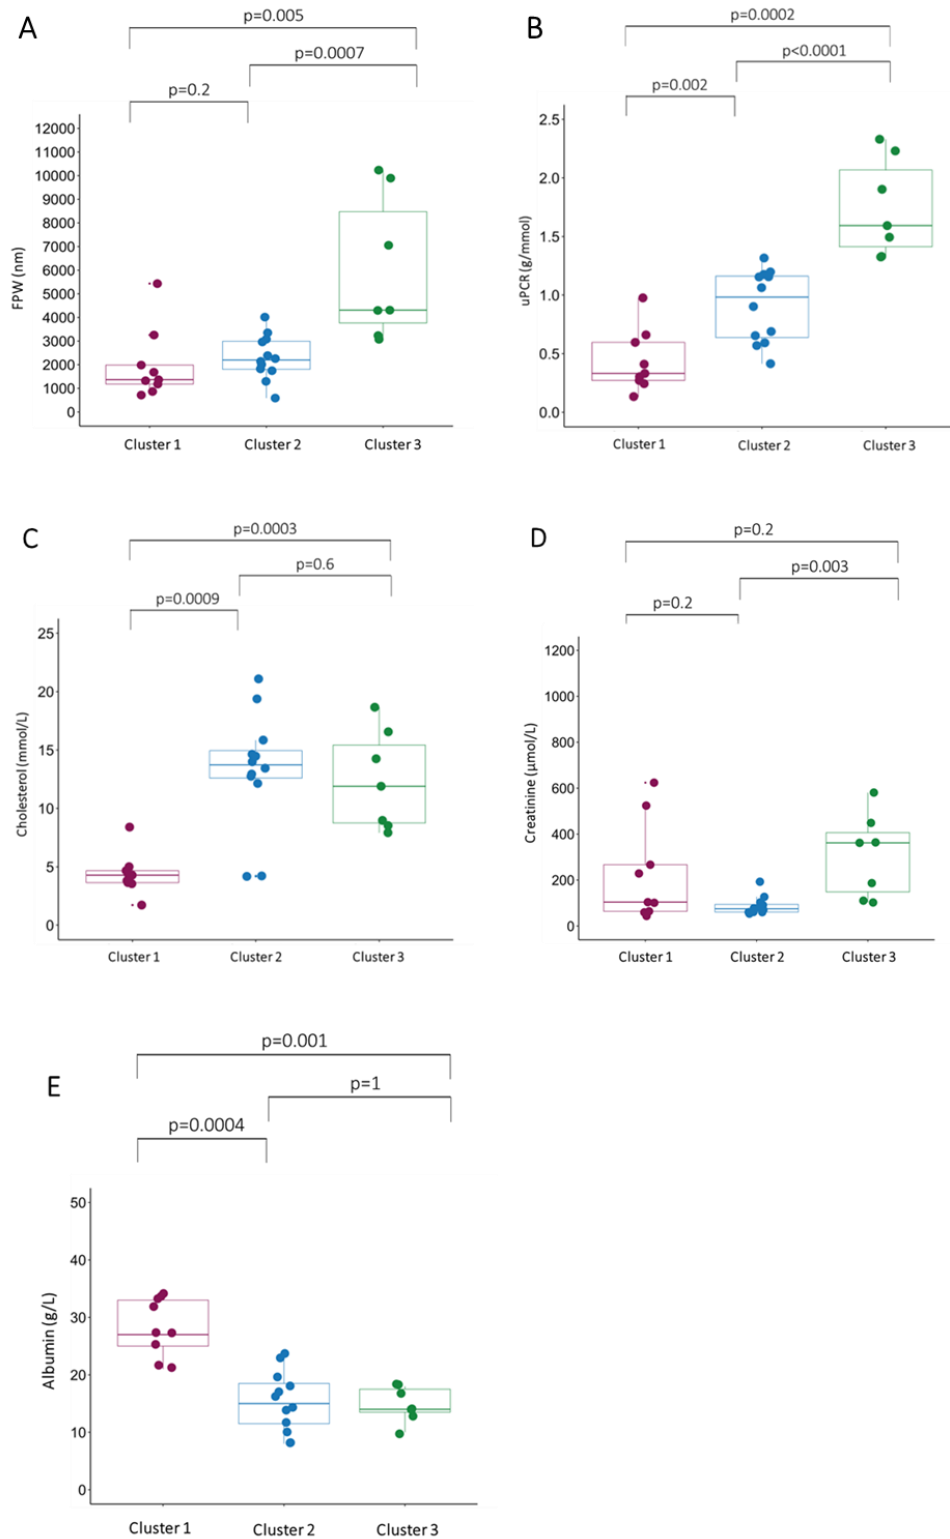 A
p=0.005
p=0.0007
p=0.2
FPW (nm)
12000
11000
10000
9000
8000
7000
6000
5000
4000
3000
2000
1000
0
Cluster 1
Cluster 2
Cluster 3
B
p=0.0002
p<0.0001
p=0.002
uPCR (g/mmol)
2.5
2.0
1.5
1.0
0.5
0.0
Cluster 1
Cluster 2
Cluster 3
C
p=0.0003
p=0.6
p=0.0009
Cholesterol (mmol/L)
25
20
15
10
5
0
Cluster 1
Cluster 2
Cluster 3
D
p=0.2
p=0.003
p=0.2
Creatinine (µmol/L)
1200
1000
800
600
400
200
0
Cluster 1
Cluster 2
Cluster 3
E
p=0.001
p=1
p=0.0004
Albumin (g/L)
50
40
30
20
10
0
Cluster 1
Cluster 2
Cluster 3